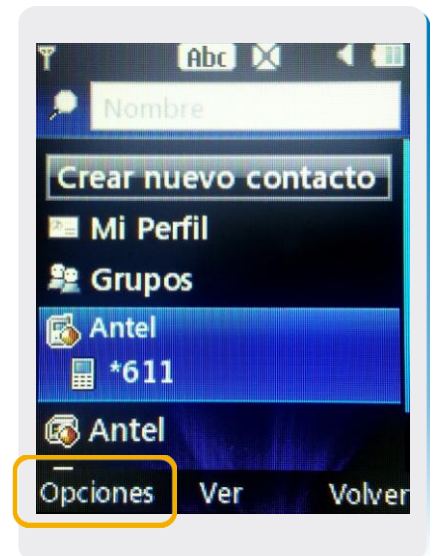 Abc
Nombre
Crear nuevo contacto
Mi Perfil
Grupos
Antel
*611
Antel
Opciones Ver Volver